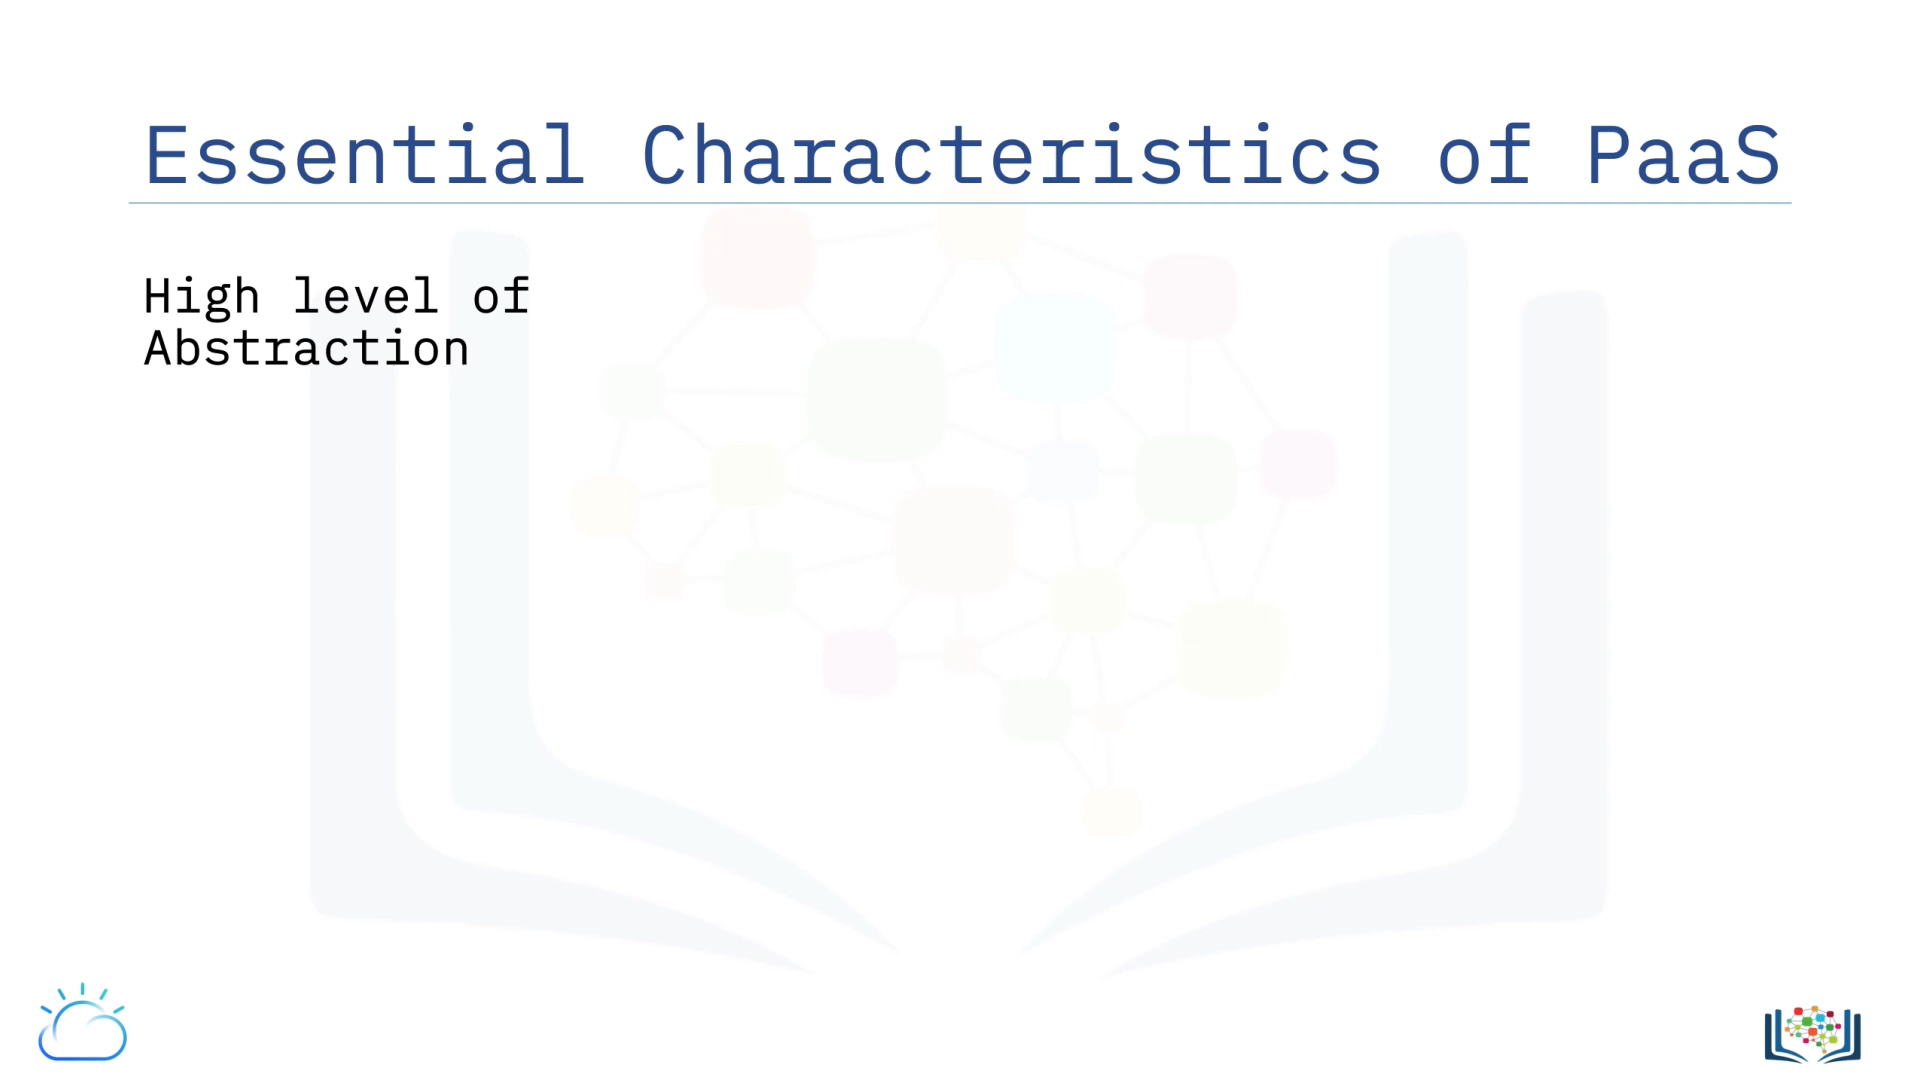 Essential Characteristics of PaaS
High level of
Abstraction